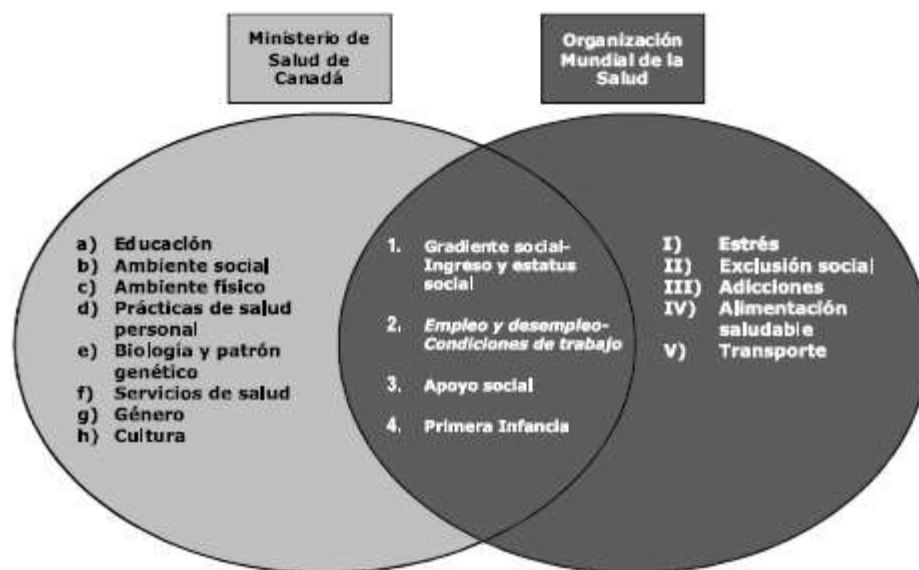 Ministerio de
Salud de
Canadá
Organización
Mundial de la
Salud
a) Educación
b) Ambiente social
c) Ambiente físico
d) Prácticas de salud
personal
e) Biología y patrón
genético
f) Servicios de salud
g) Género
h) Cultura
1. Gradiente social-
Ingreso y estatus
social
2. Empleo y desempleo-
Condiciones de trabajo
3. Apoyo social
4. Primera Infancia
I) Estrés
II) Exclusión social
III) Adicciones
IV) Alimentación
saludable
V) Transporte